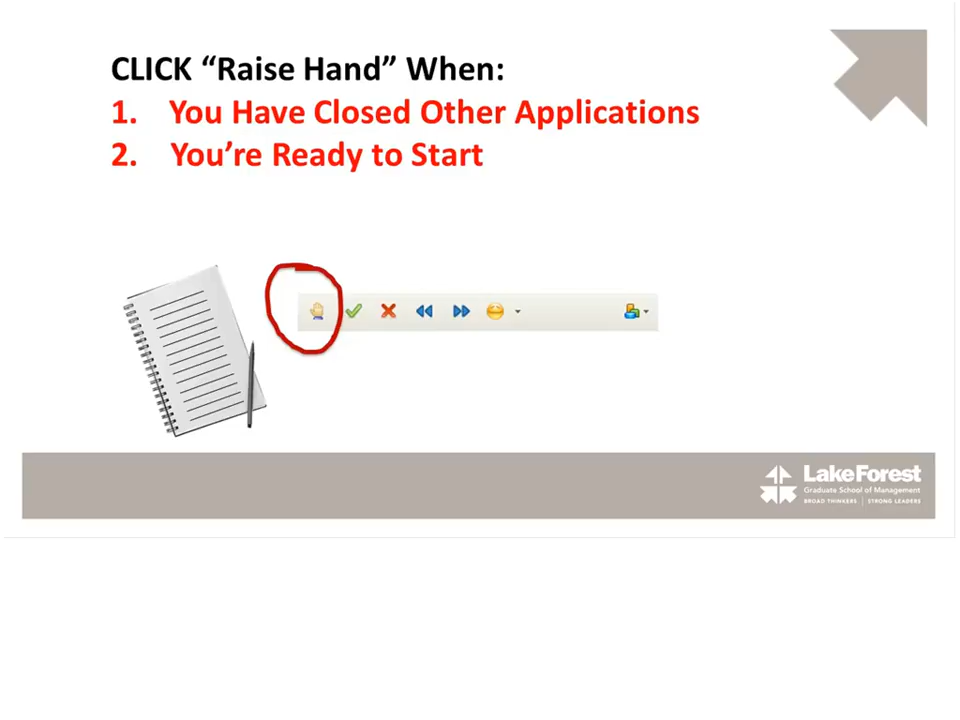 CLICK “Raise Hand” When:
1. You Have Closed Other Applications
2. You’re Ready to Start
LakeForest
Graduate School of Management
BROAD THINKERS | STRONG LEADERS